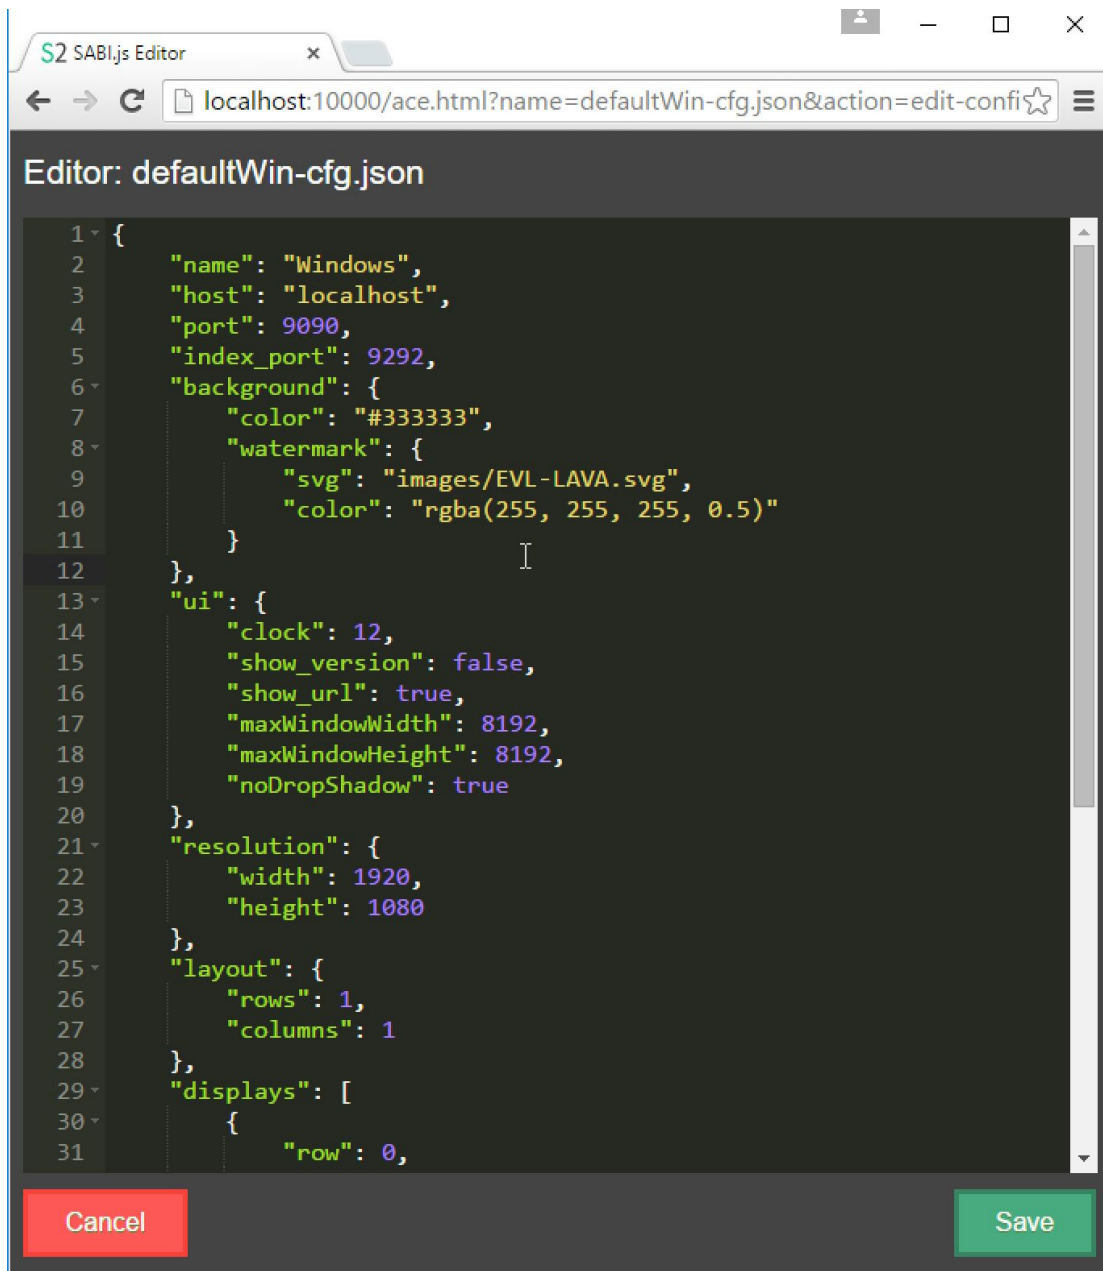 S2 SABI.js Editor
localhost:10000/ace.html?name=defaultWin-cfg.json&action=edit-confi
Editor: defaultWin-cfg.json
1 {
2     "name": "Windows",
3     "host": "localhost",
4     "port": 9090,
5     "index_port": 9292,
6     "background": {
7         "color": "#333333",
8         "watermark": {
9             "svg": "images/EVL-LAVA.svg",
10             "color": "rgba(255, 255, 255, 0.5)"
11         }
12     },
13     "ui": {
14         "clock": 12,
15         "show_version": false,
16         "show_url": true,
17         "maxWindowWidth": 8192,
18         "maxWindowHeight": 8192,
19         "noDropShadow": true
20     },
21     "resolution": {
22         "width": 1920,
23         "height": 1080
24     },
25     "layout": {
26         "rows": 1,
27         "columns": 1
28     },
29     "displays": [
30         {
31             "row": 0,
Cancel
Save